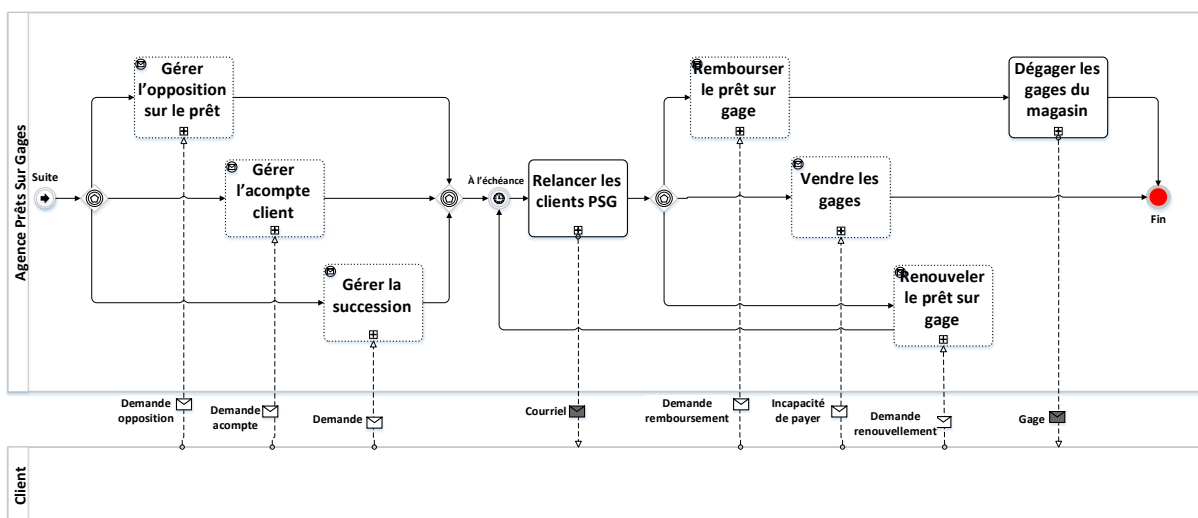 Agence Prêts Sur Gages
Suite
Gérer
l'opposition
sur le prêt
Gérer
l'acompte
client
Gérer la
succession
À l'échéance
Relancer les
clients PSG
Rembourser
le prêt sur
gage
Vendre les
gages
Renouveler
le prêt sur
gage
Dégager les
gages du
magasin
Fin
Demande
opposition
Demande
acompte
Demande
Courriel
Demande
remboursement
Incapacité
de payer
Demande
renouvellement
Gage
Client